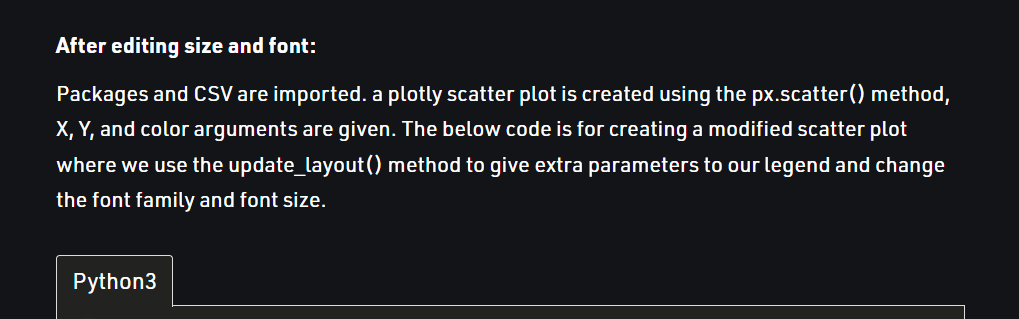 After editing size and font:
Packages and CSV are imported. a plotly scatter plot is created using the px.scatter() method,
X, Y, and color arguments are given. The below code is for creating a modified scatter plot
where we use the update_layout() method to give extra parameters to our legend and change
the font family and font size.
Python3